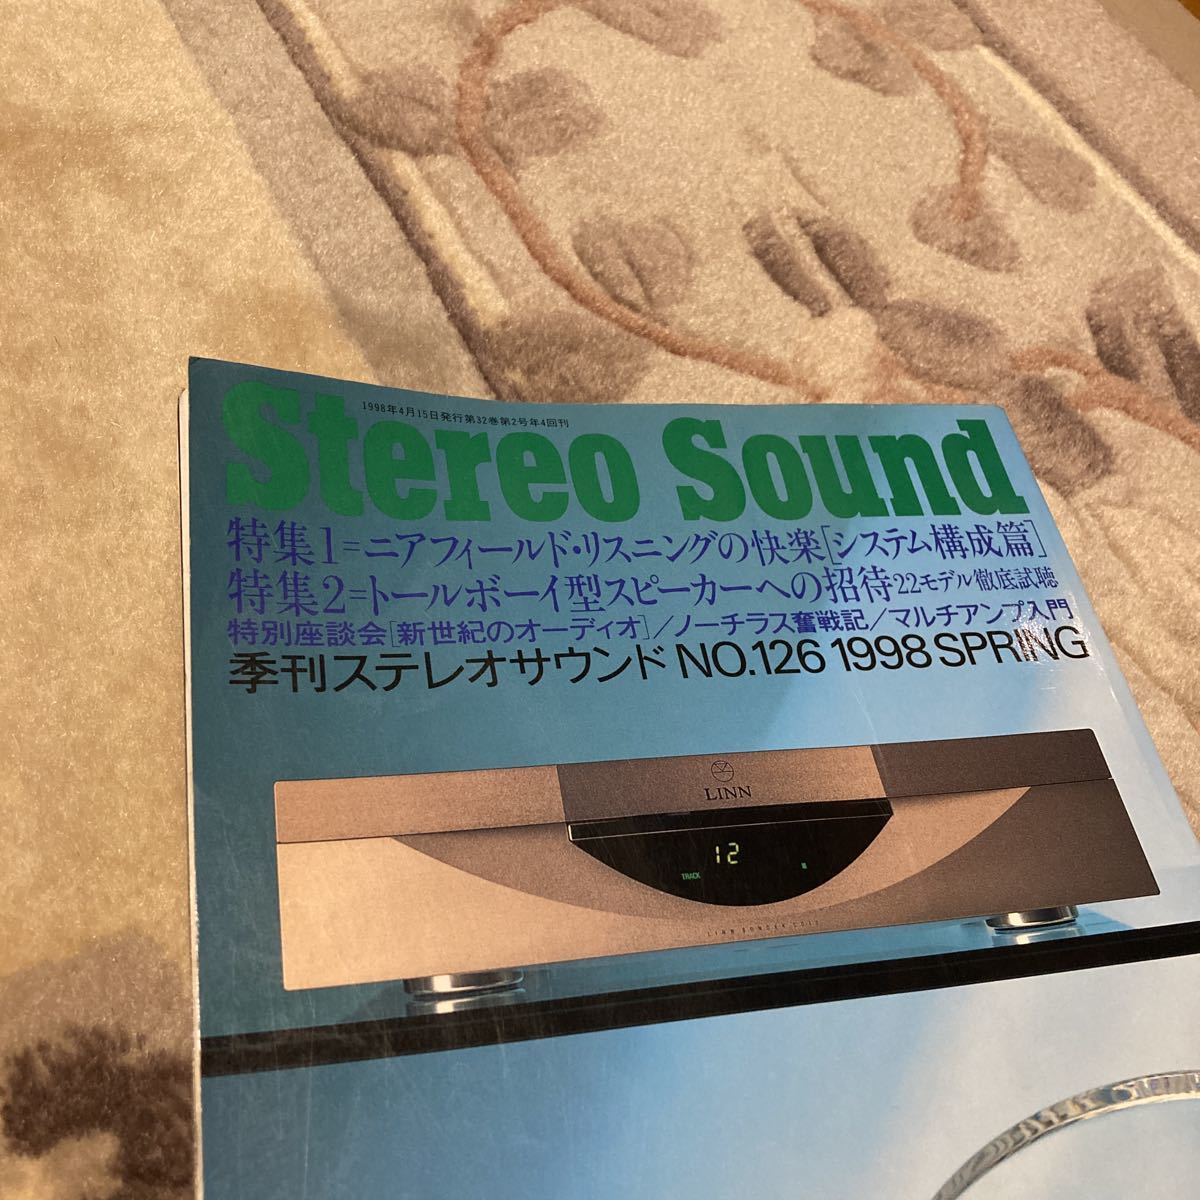 1998年4月15日発行第32巻第2号年4回刊
Stereo Sound
特集1=ニアフィールド・リスニングの快楽[システム構成篇]
特集2=トールボーイ型スピーカーへの招待22モデル徹底試聴
特別座談会[新世紀のオーディオ]/ノーチラス奮戦記/マルチアンプ入門
季刊ステレオサウンド NO.126 1998 SPRING
LINN
12
TRACK
LINN SONDEK CD12